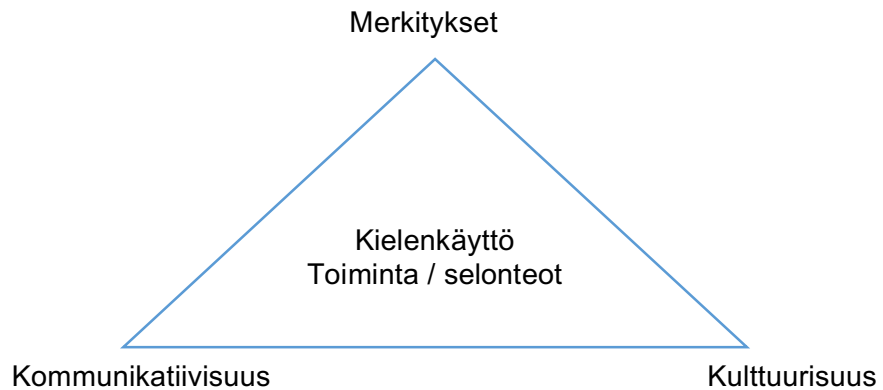 Merkitykset
Kielenkäyttö
Toiminta / selonteot
Kommunikatiivisuus
Kulttuurisuus